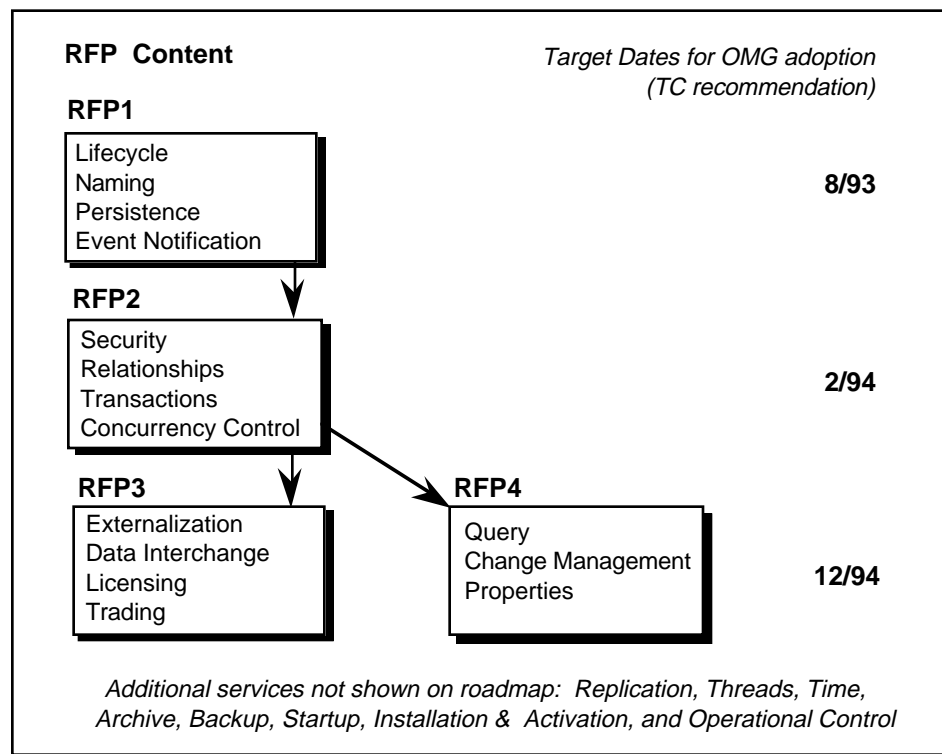 RFP Content
Target Dates for OMG adoption
(TC recommendation)
RFP1
Lifecycle
Naming
Persistence
Event Notification
8/93
RFP2
Security
Relationships
Transactions
Concurrency Control
2/94
RFP3
Externalization
Data Interchange
Licensing
Trading
RFP4
Query
Change Management
Properties
12/94
Additional services not shown on roadmap: Replication, Threads, Time,
Archive, Backup, Startup, Installation & Activation, and Operational Control